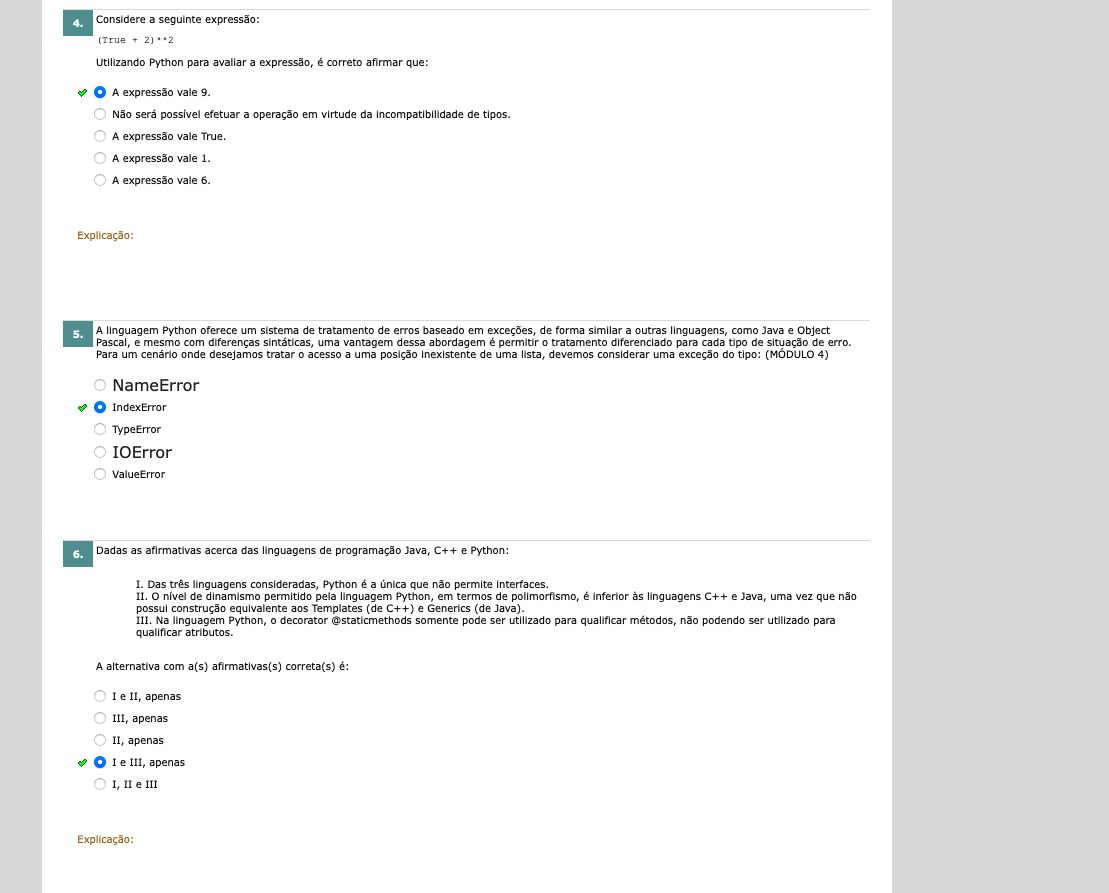 4.
Considere a seguinte expressão:
(True + 2)**2
Utilizando Python para avaliar a expressão, é correto afirmar que:
A expressão vale 9.
Não será possível efetuar a operação em virtude da incompatibilidade de tipos.
A expressão vale True.
A expressão vale 1.
A expressão vale 6.
Explicação:
5.
A linguagem Python oferece um sistema de tratamento de erros baseado em exceções, de forma similar a outras linguagens, como Java e Object
Pascal, e mesmo com diferenças sintáticas, uma vantagem dessa abordagem é permitir o tratamento diferenciado para cada tipo de situação de erro.
Para um cenário onde desejamos tratar o acesso a uma posição inexistente de uma lista, devemos considerar uma exceção do tipo: (MÓDULO 4)
NameError
IndexError
TypeError
IOError
ValueError
6.
Dadas as afirmativas acerca das linguagens de programação Java, C++ e Python:
I. Das três linguagens consideradas, Python é a única que não permite interfaces.
II. O nível de dinamismo permitido pela linguagem Python, em termos de polimorfismo, é inferior às linguagens C++ e Java, uma vez que não
possui construção equivalente aos Templates (de C++) e Generics (de Java).
III. Na linguagem Python, o decorator @staticmethods somente pode ser utilizado para qualificar métodos, não podendo ser utilizado para
qualificar atributos.
A alternativa com a(s) afirmativas(s) correta(s) é:
I e II, apenas
III, apenas
II, apenas
I e III, apenas
I, II e III
Explicação: